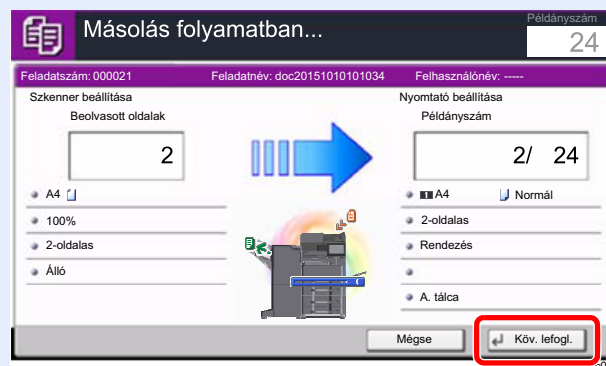 Másolás folyamatban...
Példányszám
24
Feladatszám: 000021 Feladatnév: doc20151010101034 Felhasználónév: -----
Szkenner beállítása
Beolvasott oldalak
2
A4
100%
2-oldalas
Álló
Nyomtató beállítása
Példányszám
2/ 24
1 A4 Normál
2-oldalas
Rendezés
A. tálca
Mégse
Köv. lefogl.